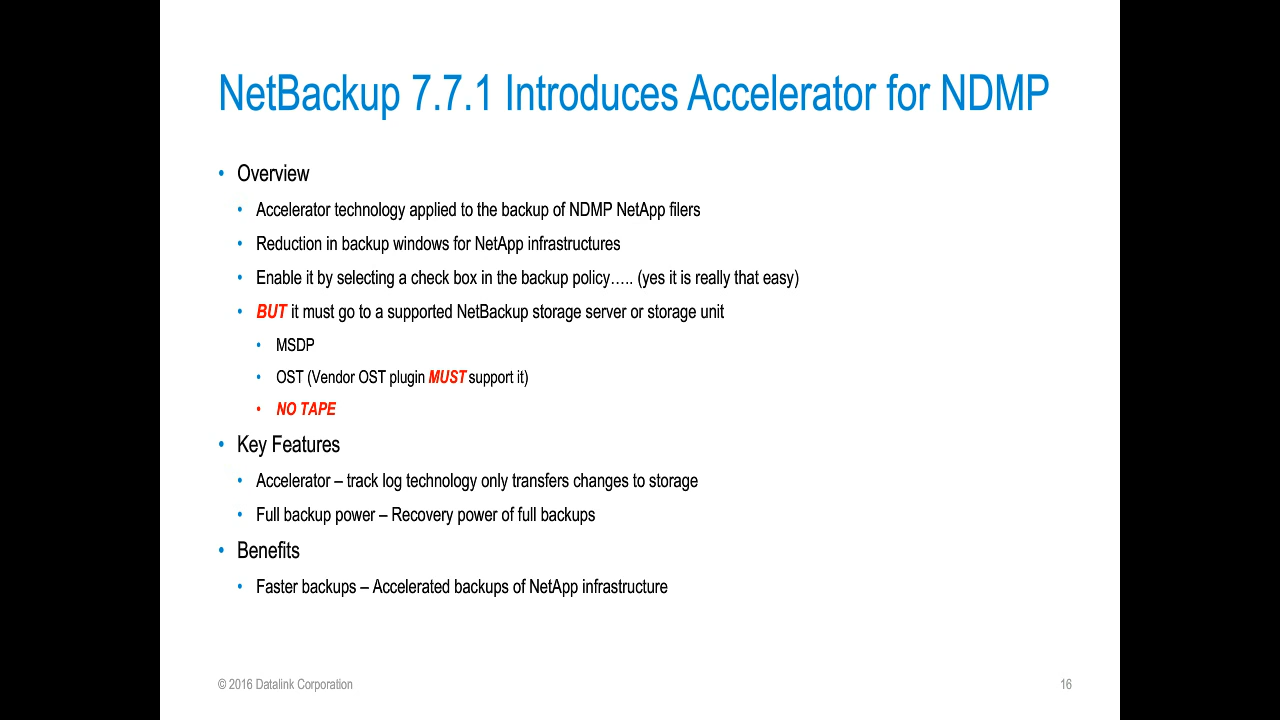 NetBackup 7.7.1 Introduces Accelerator for NDMP
• Overview
• Accelerator technology applied to the backup of NDMP NetApp filers
• Reduction in backup windows for NetApp infrastructures
• Enable it by selecting a check box in the backup policy….. (yes it is really that easy)
• BUT it must go to a supported NetBackup storage server or storage unit
• MSDP
• OST (Vendor OST plugin MUST support it)
• NO TAPE
• Key Features
• Accelerator – track log technology only transfers changes to storage
• Full backup power – Recovery power of full backups
• Benefits
• Faster backups – Accelerated backups of NetApp infrastructure
© 2016 Datalink Corporation
16